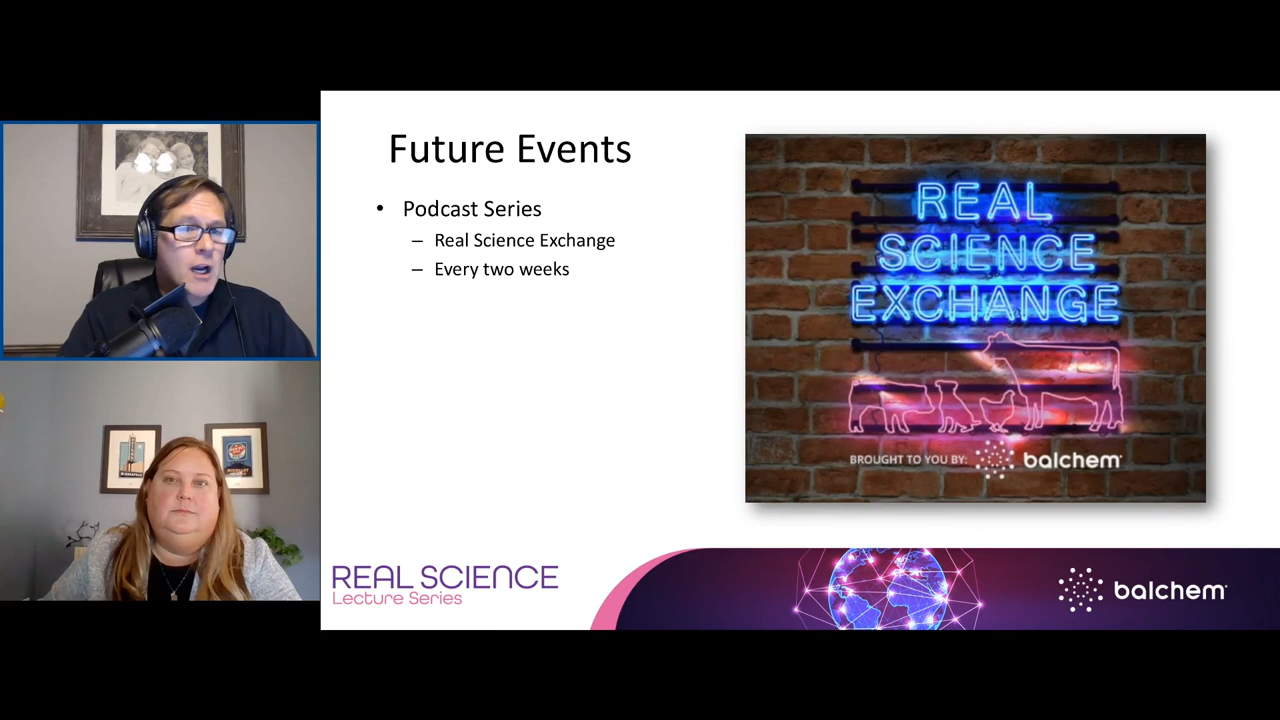 Future Events
• Podcast Series
– Real Science Exchange
– Every two weeks
REAL
SCIENCE
EXCHANGE
BROUGHT TO YOU BY: balchem
REAL SCIENCE
Lecture Series
balchem